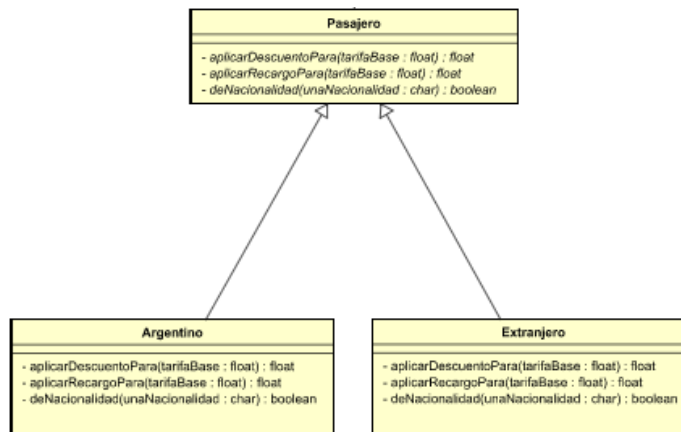 Pasajero
- aplicarDescuentoPara(tarifaBase : float) : float
- aplicarRecargoPara(tarifaBase : float) : float
- deNacionalidad(unaNacionalidad : char) : boolean
Argentino
- aplicarDescuentoPara(tarifaBase : float) : float
- aplicarRecargoPara(tarifaBase : float) : float
- deNacionalidad(unaNacionalidad : char) : boolean
Extranjero
- aplicarDescuentoPara(tarifaBase : float) : float
- aplicarRecargoPara(tarifaBase : float) : float
- deNacionalidad(unaNacionalidad : char) : boolean